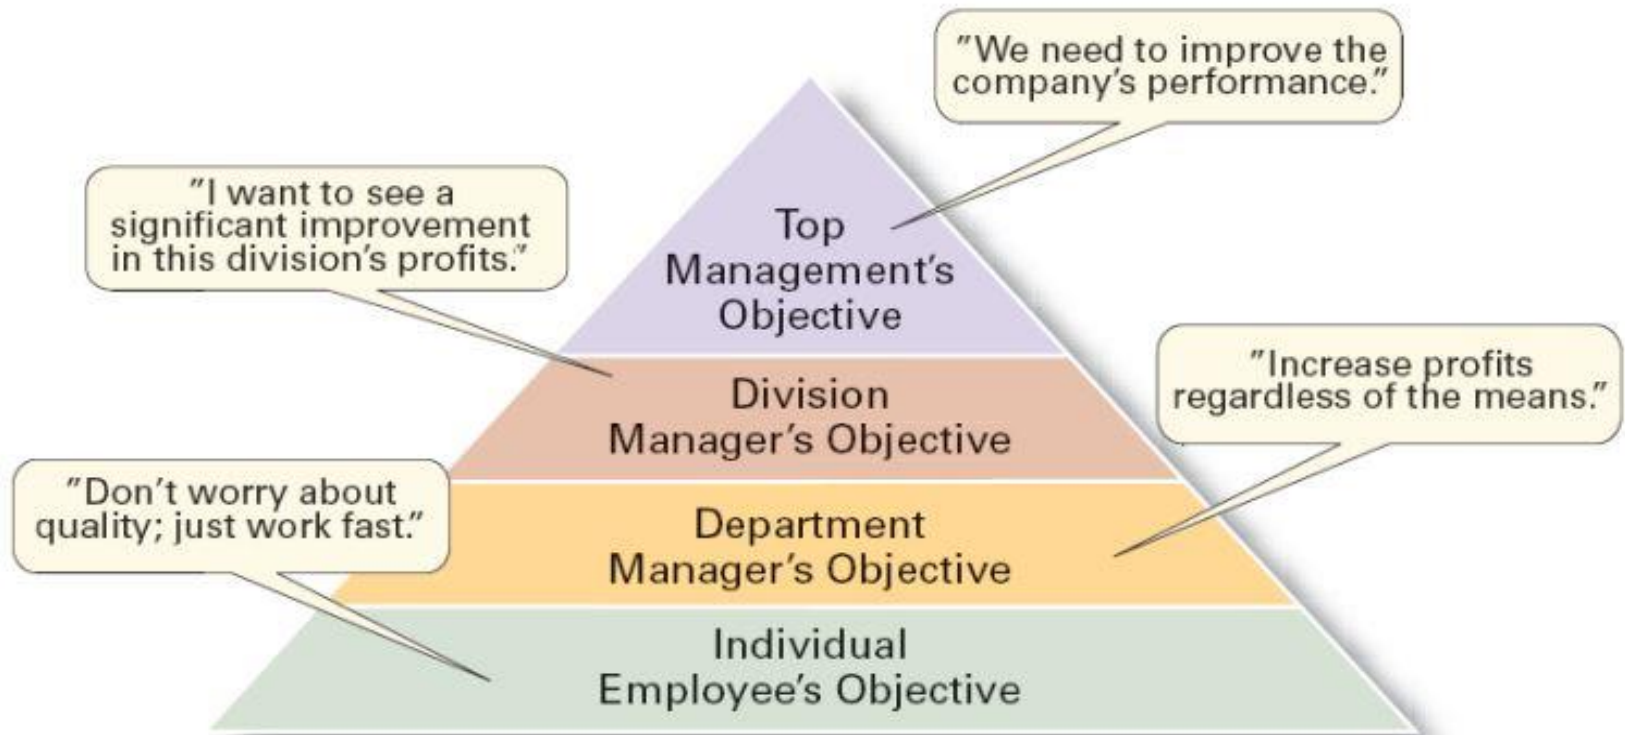 "We need to improve the
company's performance."
"I want to see a
significant improvement
in this division's profits."
Top
Management's
Objective
"Increase profits
regardless of the means."
Division
Manager's Objective
"Don't worry about
quality; just work fast."
Department
Manager's Objective
Individual
Employee's Objective